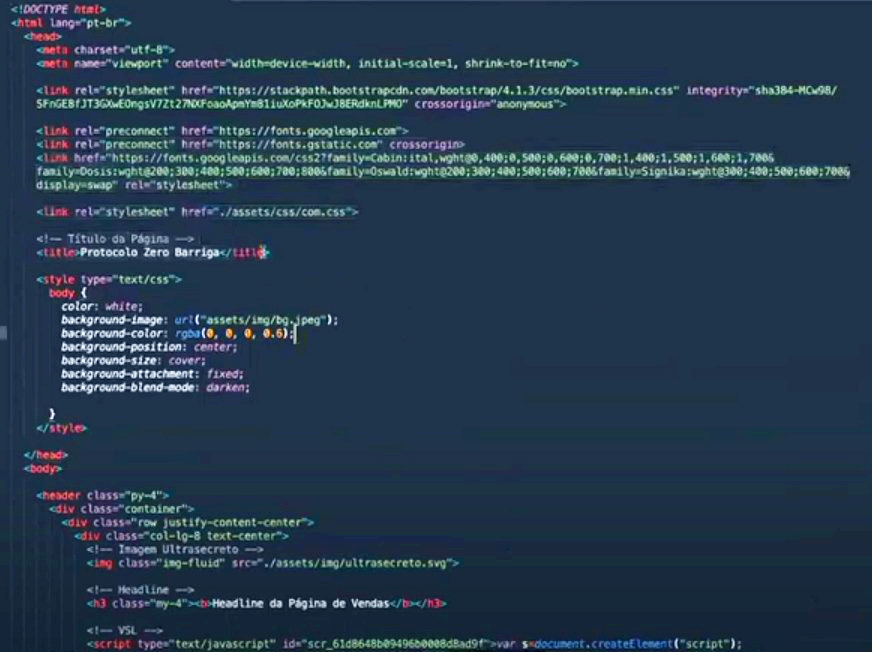 <!DOCTYPE html>
<html lang="pt-br">
<head>
<meta charset="utf-8">
<meta name="viewport" content="width=device-width, initial-scale=1, shrink-to-fit=no">
<link rel="stylesheet" href="https://stackpath.bootstrapcdn.com/bootstrap/4.1.3/css/bootstrap.min.css" integrity="sha384-MCw98/
SFnGE8fJT3GXwEOngsV7Zt27NXFoaoApmYm81iuXoPkFOJwJ8ERdknLPMO" crossorigin="anonymous">
<link rel="preconnect" href="https://fonts.googleapis.com">
<link rel="preconnect" href="https://fonts.gstatic.com" crossorigin>
<link href="https://fonts.googleapis.com/css2?family=Cabin:ital,wght@0,400;0,500;0,600;0,700;1,400;1,500;1,600;1,700&
family=Dosis:wght@200;300;400;500;600;700;800&family=Oswald:wght@200;300;400;500;600;700&family=Signika:wght@300;400;500;600;700&
display=swap" rel="stylesheet">
<link rel="stylesheet" href="./assets/css/com.css">
<!-- Título da Página -->
<title>Protocolo Zero Barriga</title>
<style type="text/css">
body {
color: white;
background-image: url("assets/img/bg.jpeg");
background-color: rgba(0, 0, 0, 0.6);
background-position: center;
background-size: cover;
background-attachment: fixed;
background-blend-mode: darken;
}
</style>
</head>
<body>
<header class="py-4">
<div class="container">
<div class="row justify-content-center">
<div class="col-lg-8 text-center">
<!-- Imagem Ultrasecreto -->
<img class="img-fluid" src="./assets/img/ultrasecreto.svg">
<!-- Headline -->
<h3 class="my-4"><b>Headline da Página de Vendas</b></h3>
<!-- VSL -->
<script type="text/javascript" id="scr_61d8648b09496b0008d8ad9f">var s=document.createElement("script");